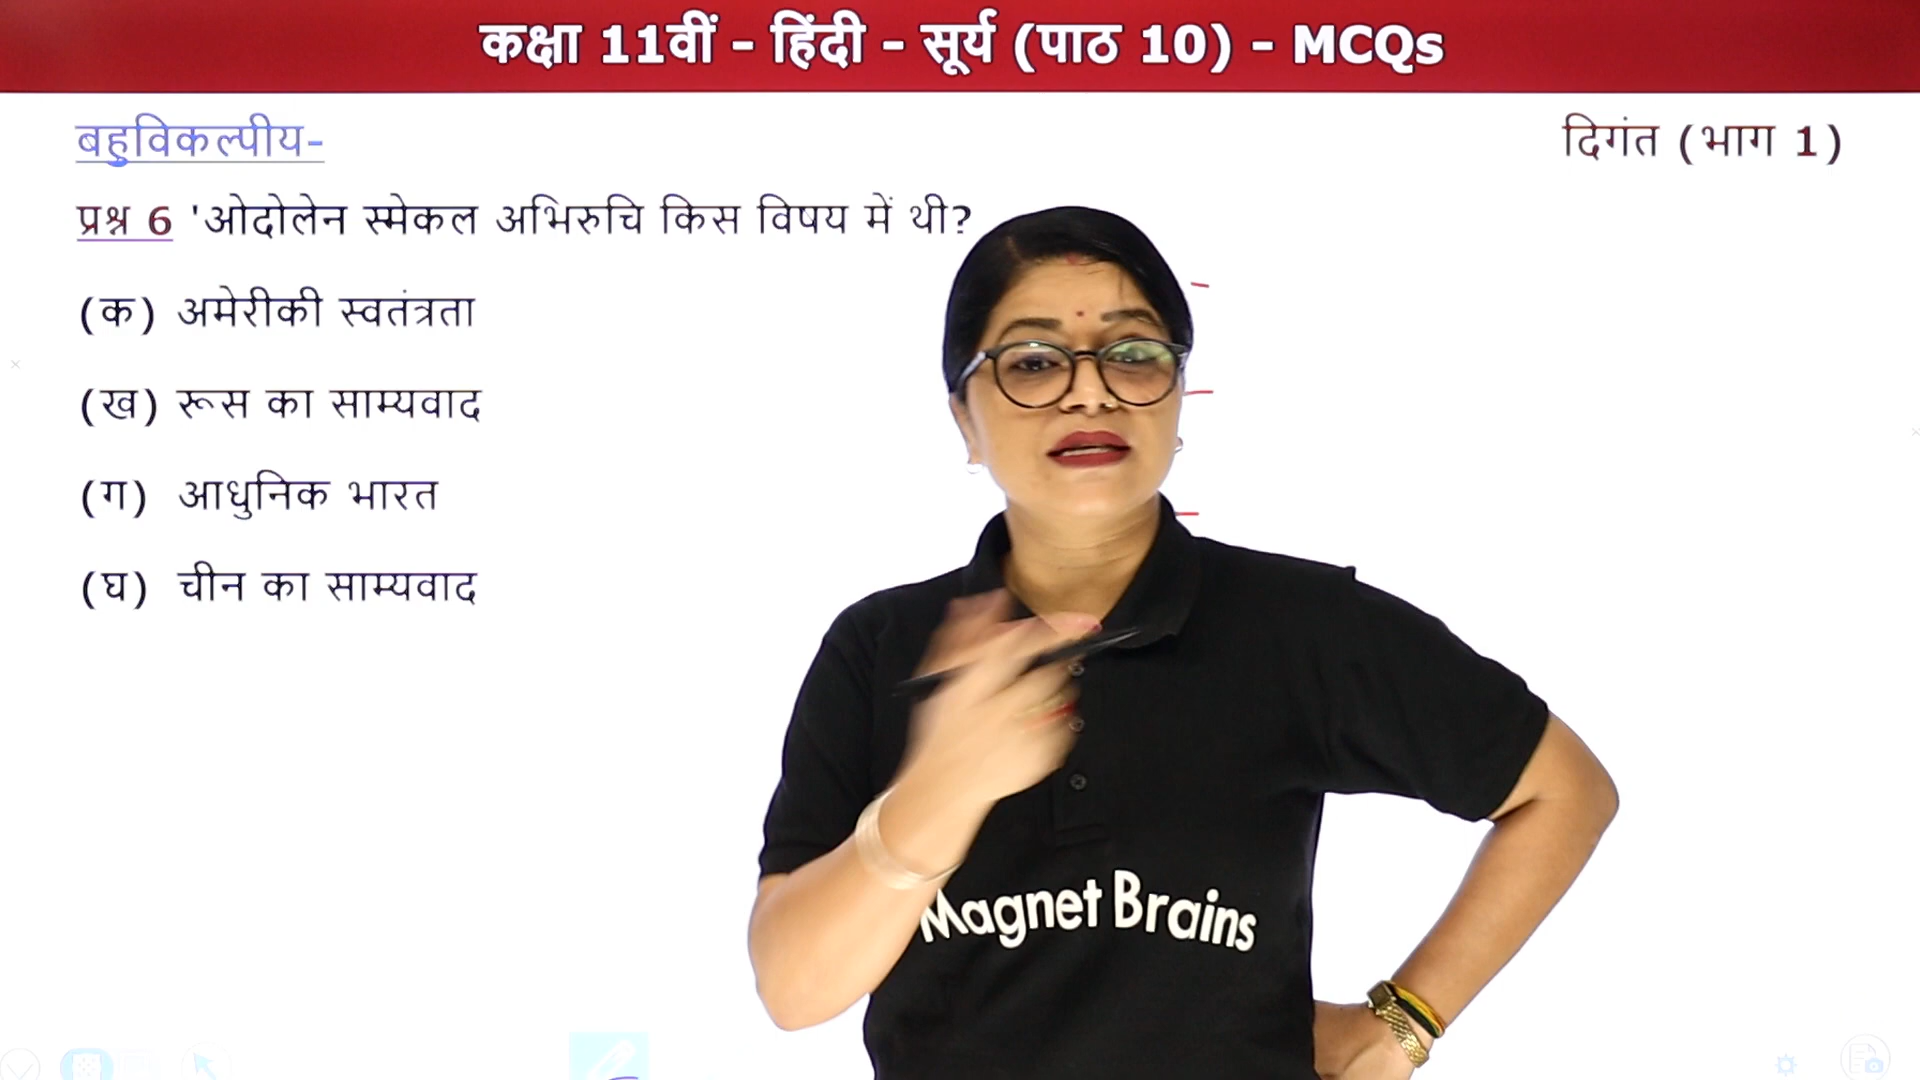 कक्षा 11वीं - हिंदी - सूर्य (पाठ 10) - MCQs
बहुविकल्पीय-
दिगंत (भाग 1)
प्रश्न 6 'ओदोलेन स्मेकल अभिरुचि किस विषय में थी?
(क) अमेरीकी स्वतंत्रता
(ख) रूस का साम्यवाद
(ग) आधुनिक भारत
(घ) चीन का साम्यवाद
Magnet Brains